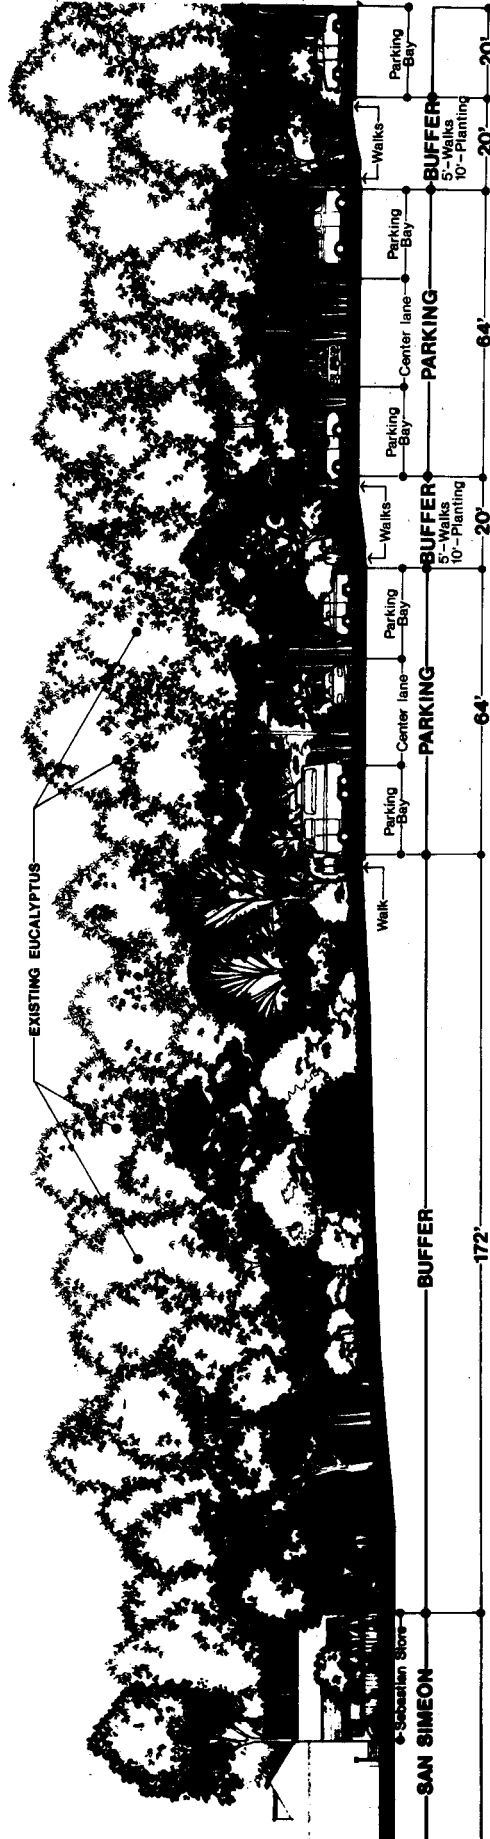 EXISTING EUCALYPTUS
Sebastian Store
Walk
Parking
Bay
Center lane
Parking
Bay
Walks
Parking
Bay
Center lane
Parking
Bay
Walks
Parking
Bay
SAN SIMEON
BUFFER
PARKING
BUFFER
5'-Walks
10'-Planting
PARKING
BUFFER
5'-Walks
10'-Planting
172'
64'
20'
64'
20'
20'